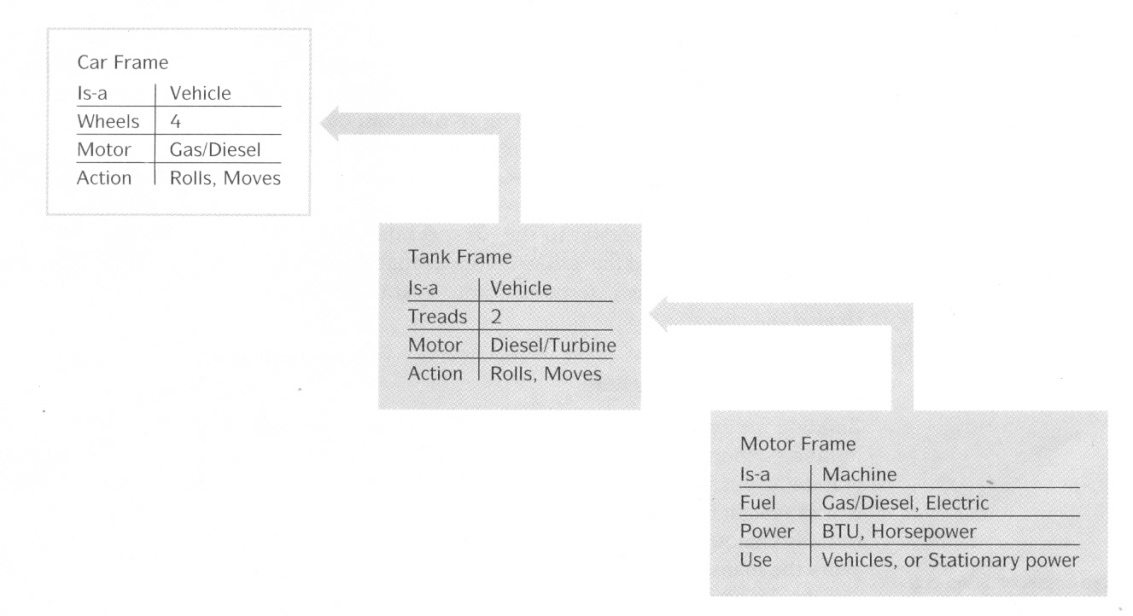 Car Frame
Is-a Vehicle
Wheels 4
Motor Gas/Diesel
Action Rolls, Moves
Tank Frame
Is-a Vehicle
Treads 2
Motor Diesel/Turbine
Action Rolls, Moves
Motor Frame
Is-a Machine
Fuel Gas/Diesel, Electric
Power BTU, Horsepower
Use Vehicles, or Stationary power